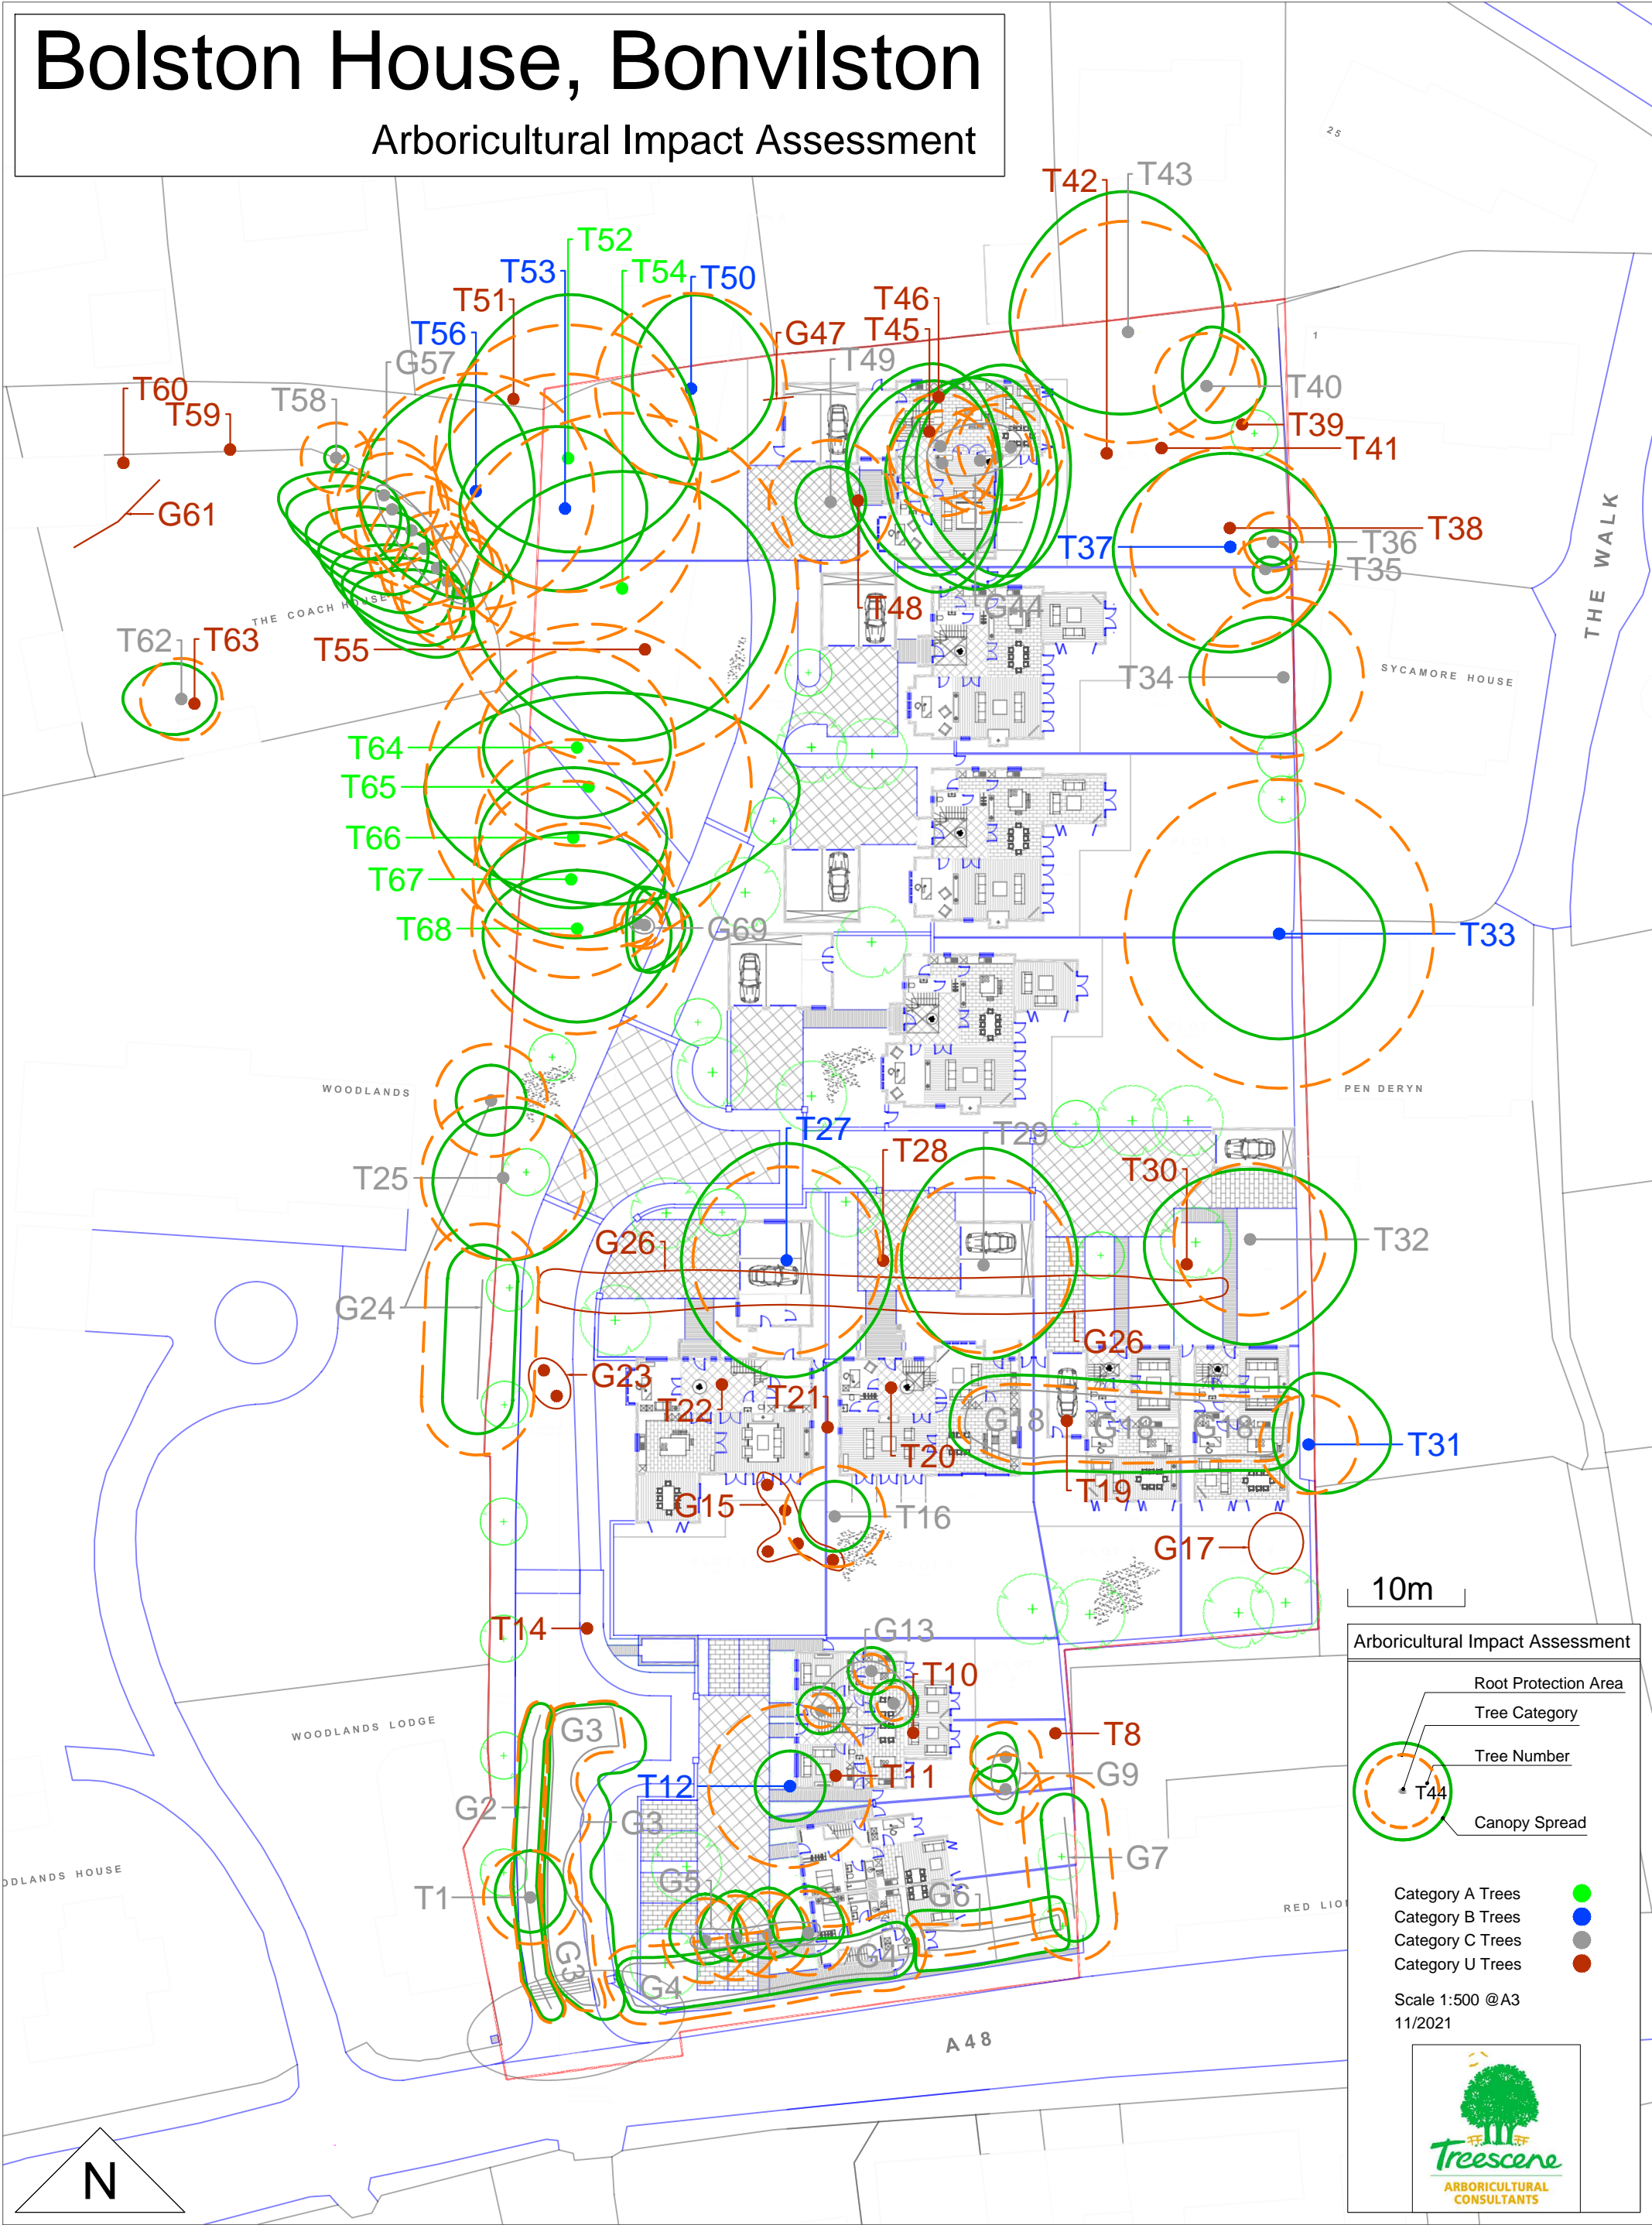 Bolston House, Bonvilston
Arboricultural Impact Assessment
25
T42
T43
T52
T53
T54
T50
T51
T46
T56
G47
T45
G57
T49
T60
T58
T59
T40
T39
T41
G61
T38
T37
T36
T35
THE WALK
THE COACH HOUSE
T48
G44
T62
T63
T55
T34
SYCAMORE HOUSE
1
T64
T65
T66
T67
T68
G69
T33
WOODLANDS
PEN DERYN
T27
T29
T28
T30
T25
G26
T32
G24
G26
G23
T22
T21
G18
G18
G18
T31
T20
T19
G15
T16
G17
10m
T14
G13
T10
G3
T8
WOODLANDS LODGE
T12
T11
G9
G2
G3
G7
ODLANDS HOUSE
G5
G6
T1
RED LIO
G3
G4
G4
A48
N
Arboricultural Impact Assessment
Root Protection Area
Tree Category
Tree Number
T44
Canopy Spread
Category A Trees
Category B Trees
Category C Trees
Category U Trees
Scale 1:500 @A3
11/2021
Treescene
ARBORICULTURAL
CONSULTANTS